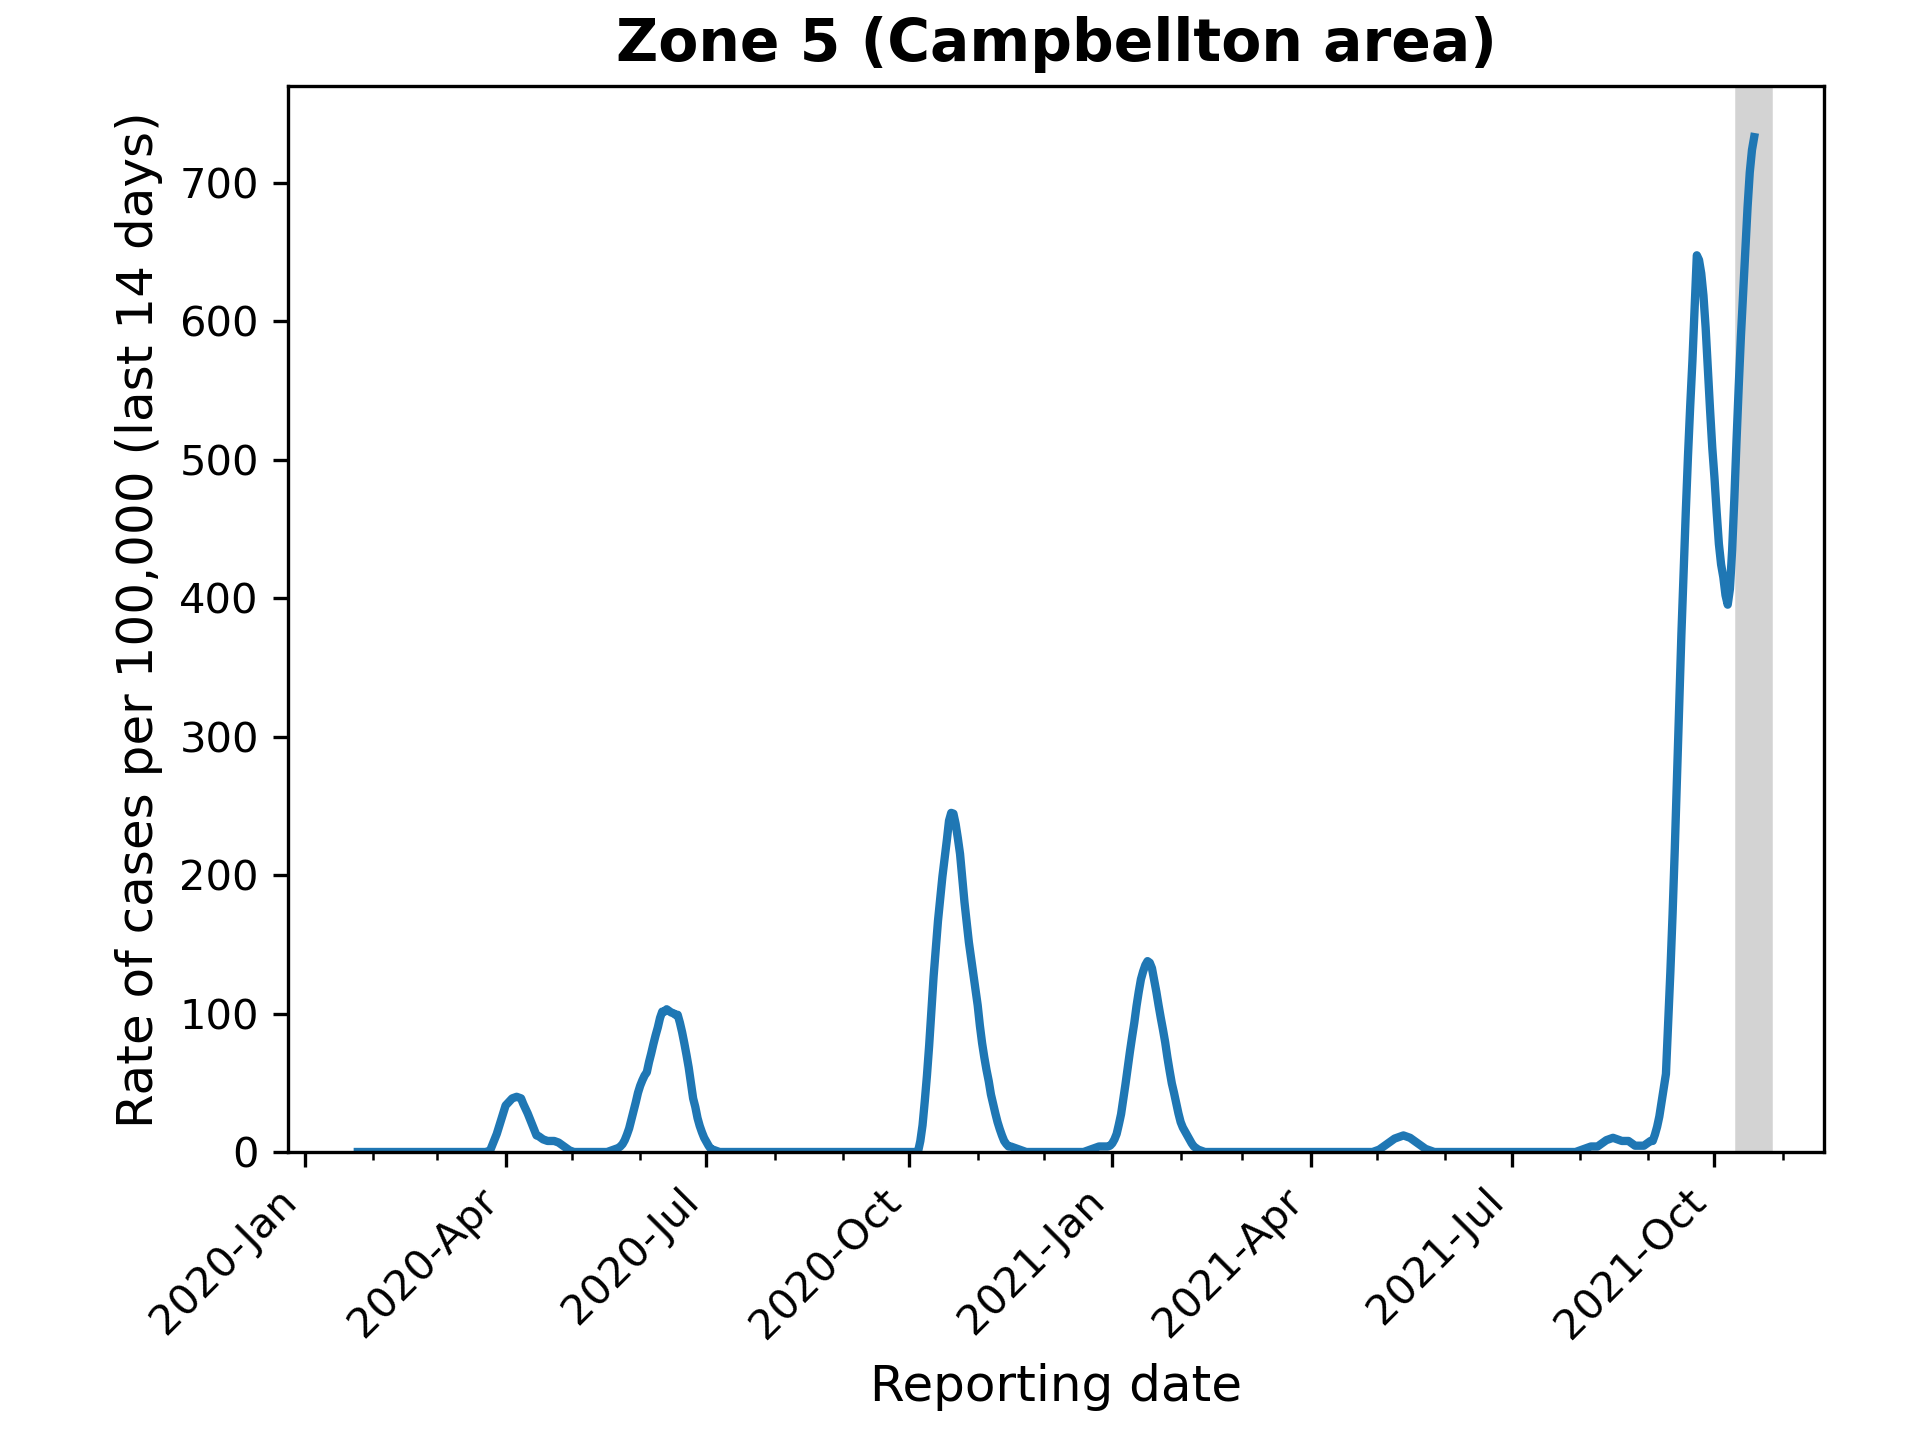 Zone 5 (Campbellton area)
Rate of cases per 100,000 (last 14 days)
700
600
500
400
300
200
100
0
2020-Jan
2020-Apr
2020-Jul
2020-Oct
2021-Jan
2021-Apr
2021-Jul
2021-Oct
Reporting date